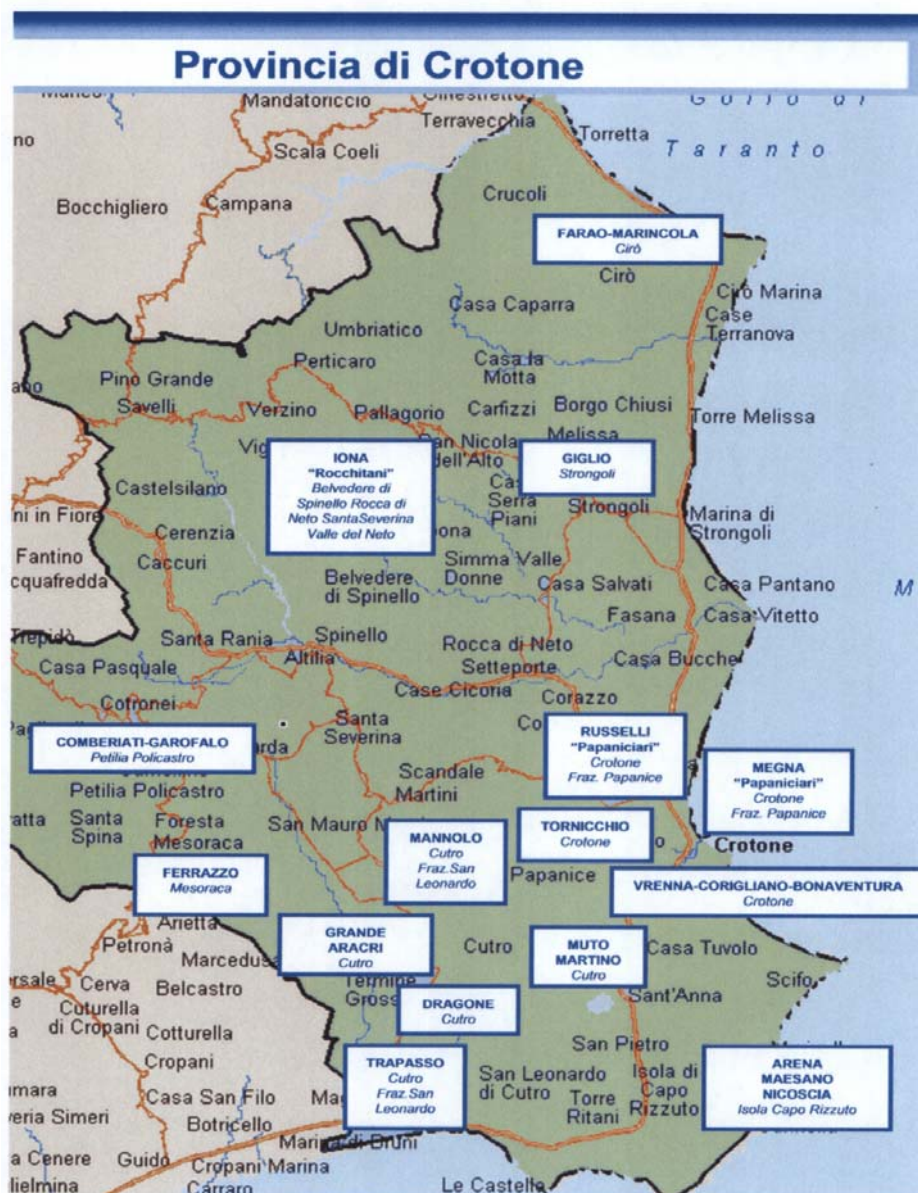 Provincia di Crotone
Mandatoriccio
Terravecchia
Torretta
Taranto
Scala Coeli
Bocchigliero
Campana
Crucoli
FARAO-MARINCOLA
Cirò
Cirò
Cirò Marina
Casa Caparra
Case
Terranova
Umbriatico
Perticaro
Casa la
Motta
Pino Grande
Savelli
Verzino
Pallagorio
Carfizzi
Borgo Chiusi
Torre Melissa
Melissa
San Nicola
dell'Alto
IONA
"Rocchitani"
Belvedere di
Spinello Rocca di
Neto SantaSeverina
Valle del Neto
GIGLIO
Strongoli
Castelsilano
Serra
Piani
Strongoli
Marina di
Strongoli
ni in Fiore
Cerenzia
Fantino
cquafredda
Caccuri
Belvedere
di Spinello
Simma Valle
Donne
Casa Salvati
Casa Pantano
M
Fasana
Casa Vitetto
Trepidò
Santa Rania
Spinello
Rocca di Neto
Casa Pasquale
Altilia
Setteporte
Casa Bucchel
Cotronei
Case Cicoria
Corazzo
Santa
Severina
COMBERIATI-GAROFALO
Petilia Policastro
RUSSELLI
"Papaniciari"
Crotone
Fraz. Papanice
MEGNA
"Papaniciari"
Crotone
Fraz. Papanice
Petilia Policastro
Scandale
Martini
Santa
Spina
Foresta
Mesoraca
San Mauro
MANNOLO
Cutro
Fraz.San
Leonardo
TORNICCHIO
Crotone
Crotone
FERRAZZO
Mesoraca
Papanice
VRENNA-CORIGLIANO-BONAVENTURA
Crotone
Arietta
Petronà
Marcedusa
GRANDE
ARACRI
Cutro
Cutro
MUTO
MARTINO
Cutro
Casa Tuvolo
Scifo
Cerva
Belcastro
Termine
Cuturella
di Cropani
DRAGONE
Cutro
Sant'Anna
Cotturella
Cropani
San Pietro
TRAPASSO
Cutro
Fraz.San
Leonardo
San Leonardo
di Cutro
Isola di
Capo
Rizzuto
ARENA
MAESANO
NICOSCIA
Isola Capo Rizzuto
Casa San Filo
Torre
Ritani
veria Simeri
Botricello
Marina di Bruni
a Cenere
Guido
Cropani Marina
Carraro
Le Castella